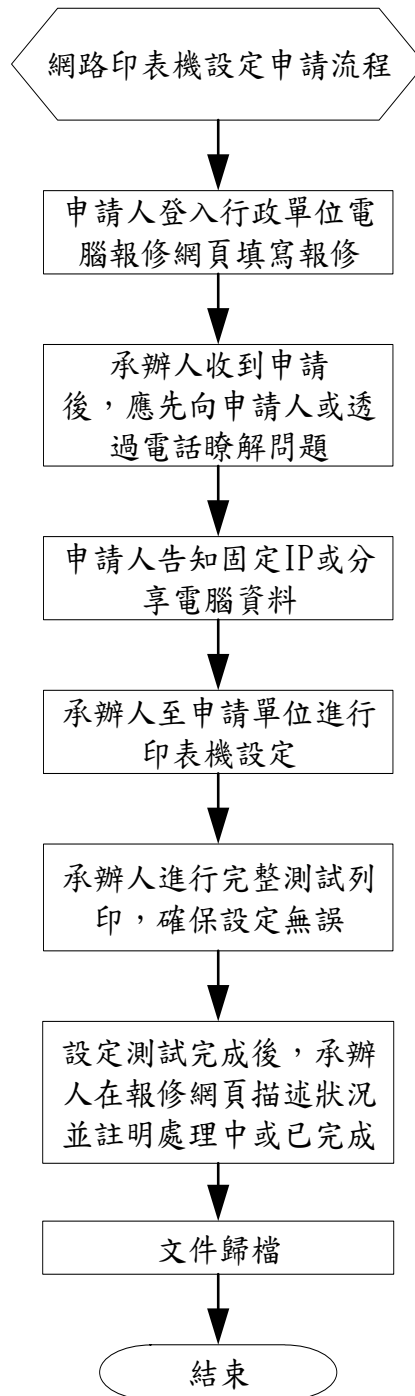 網路印表機設定申請流程
申請人登入行政單位電
腦報修網頁填寫報修
承辦人收到申請
後，應先向申請人或透
過電話瞭解問題
申請人告知固定IP或分
享電腦資料
承辦人至申請單位進行
印表機設定
承辦人進行完整測試列
印，確保設定無誤
設定測試完成後，承辦
人在報修網頁描述狀況
並註明處理中或已完成
文件歸檔
結束